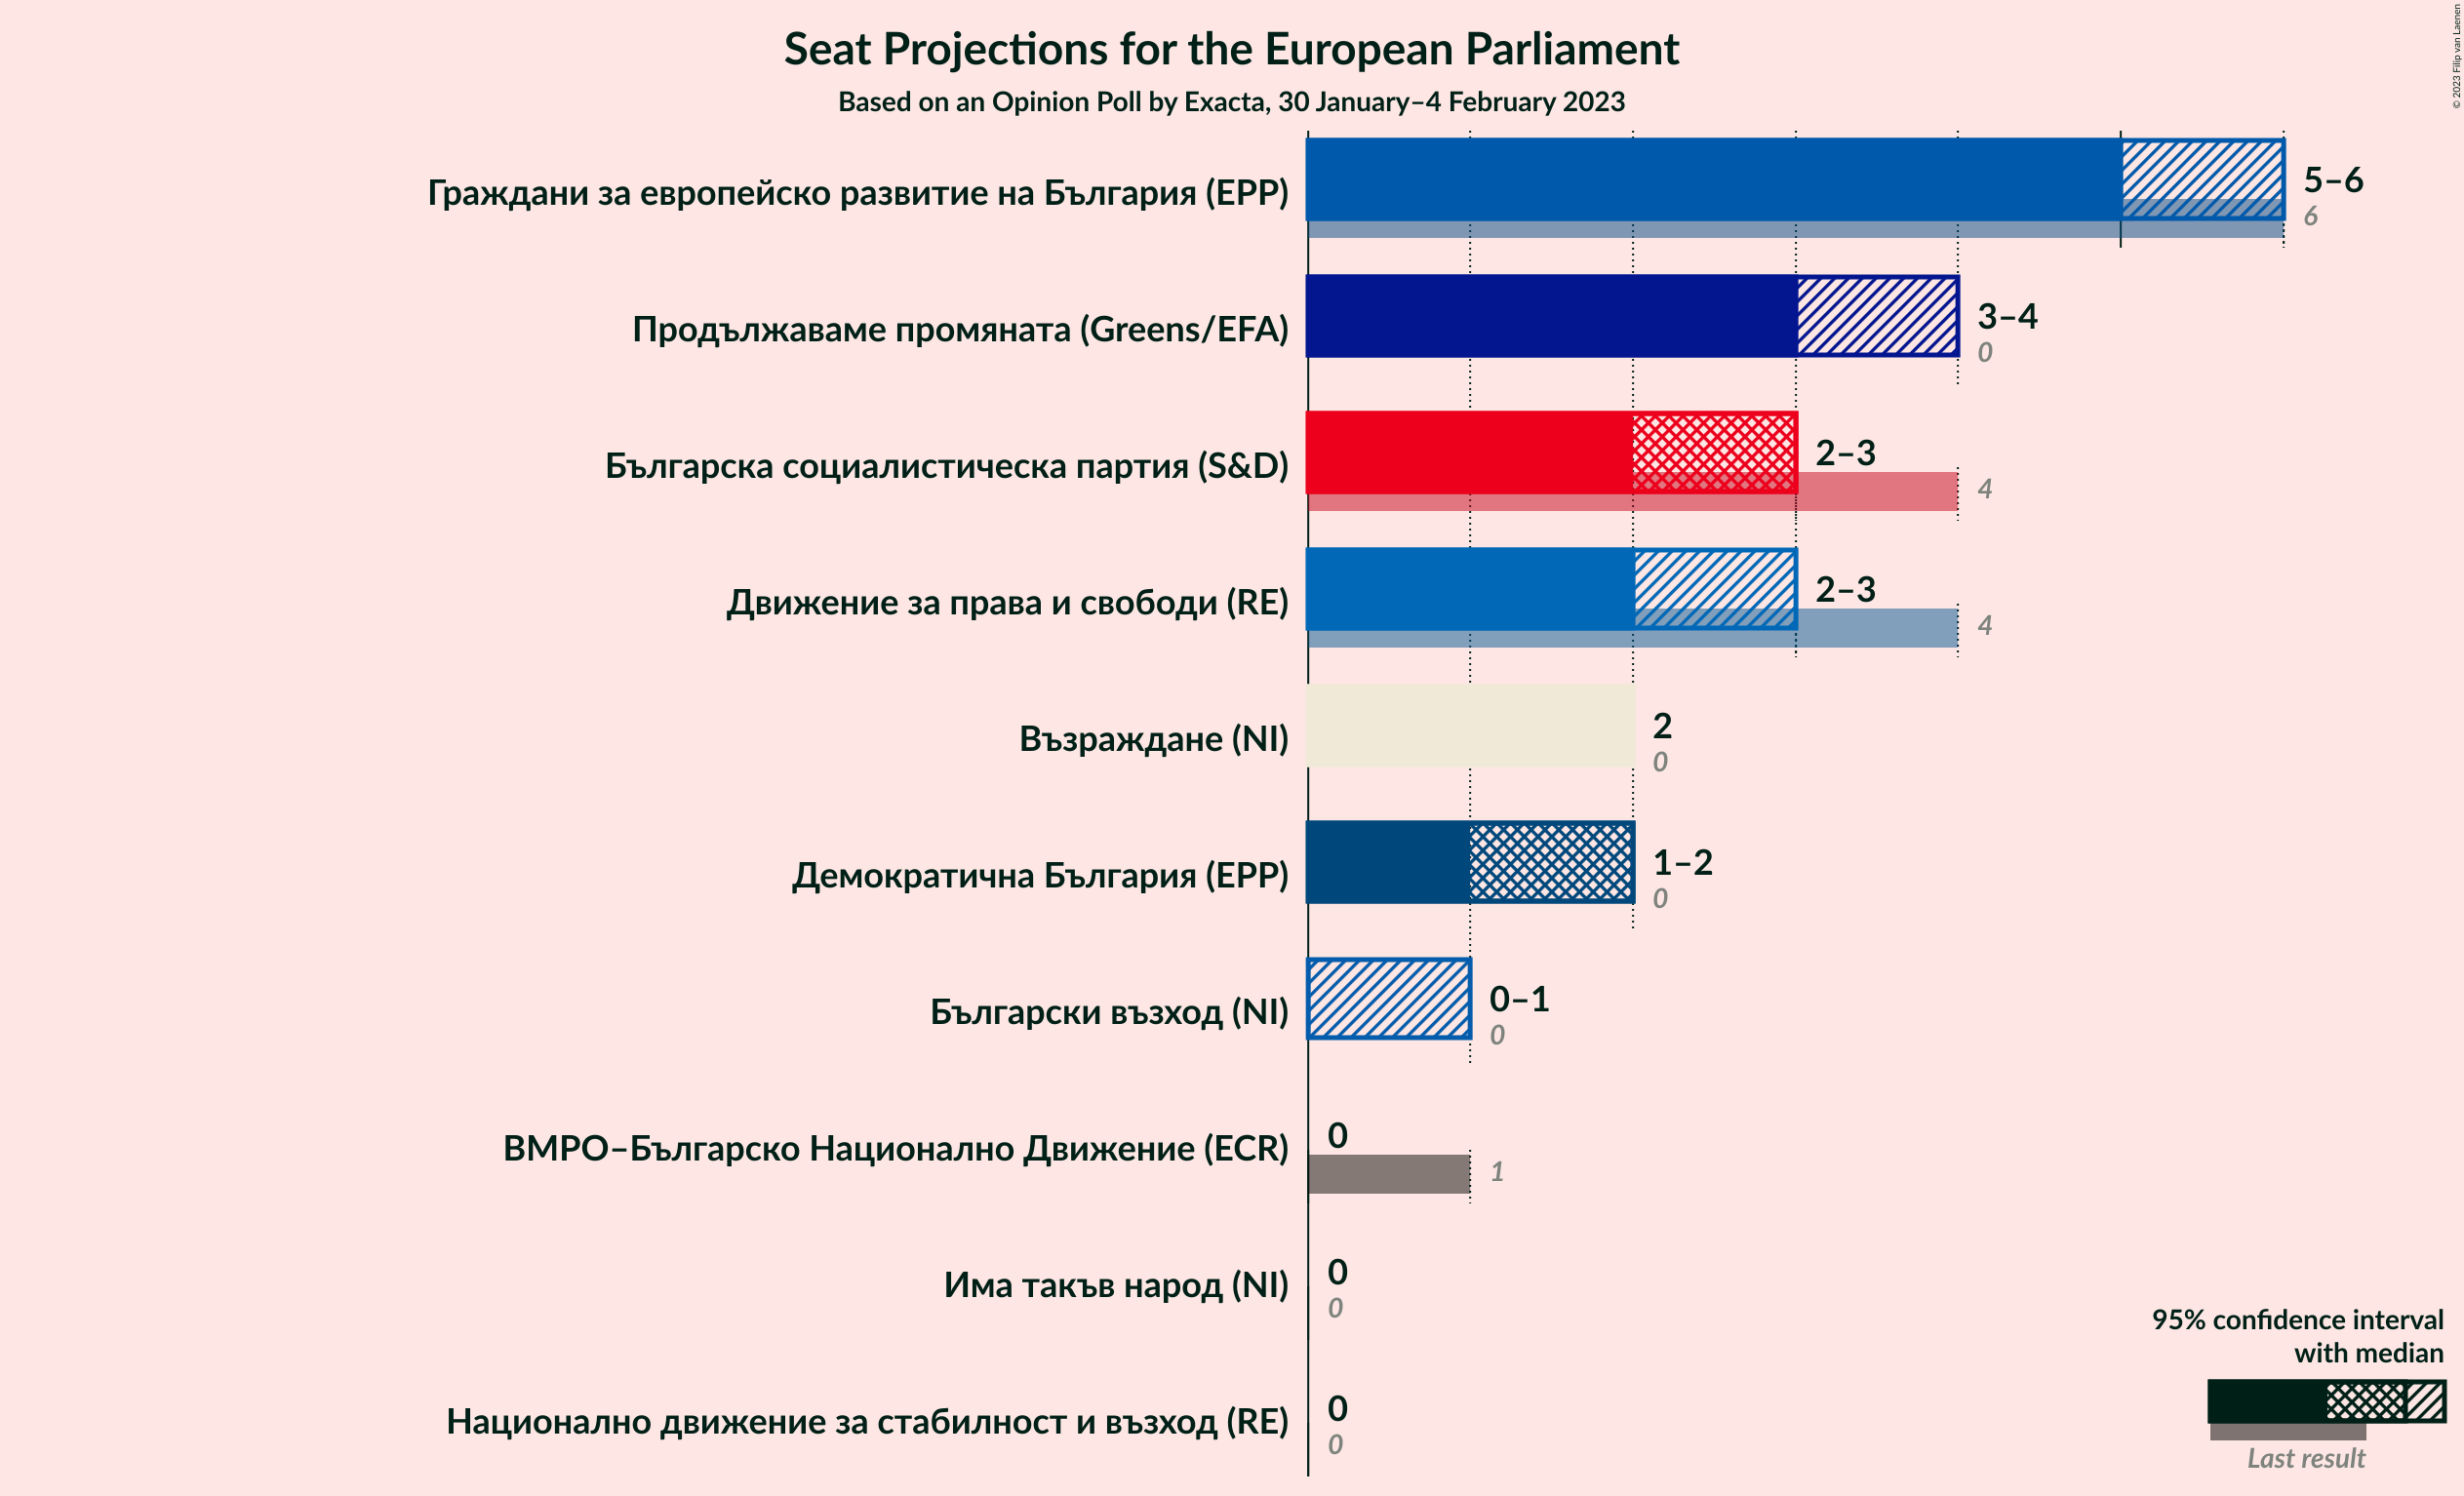 Seat Projections for the European Parliament
Based on an Opinion Poll by Exacta, 30 January–4 February 2023
© 2023 Filip van Laenen
Граждани за европейско развитие на България (EPP)
5–6
6
Продължаваме промяната (Greens/EFA)
3–4
0
Българска социалистическа партия (S&D)
2–3
4
Движение за права и свободи (RE)
2–3
4
Възраждане (NI)
2
0
Демократична България (EPP)
1–2
0
Български възход (NI)
0–1
0
ВМРО–Българско Национално Движение (ECR)
0
1
Има такъв народ (NI)
0
0
Национално движение за стабилност и възход (RE)
0
0
95% confidence interval
with median
Last result